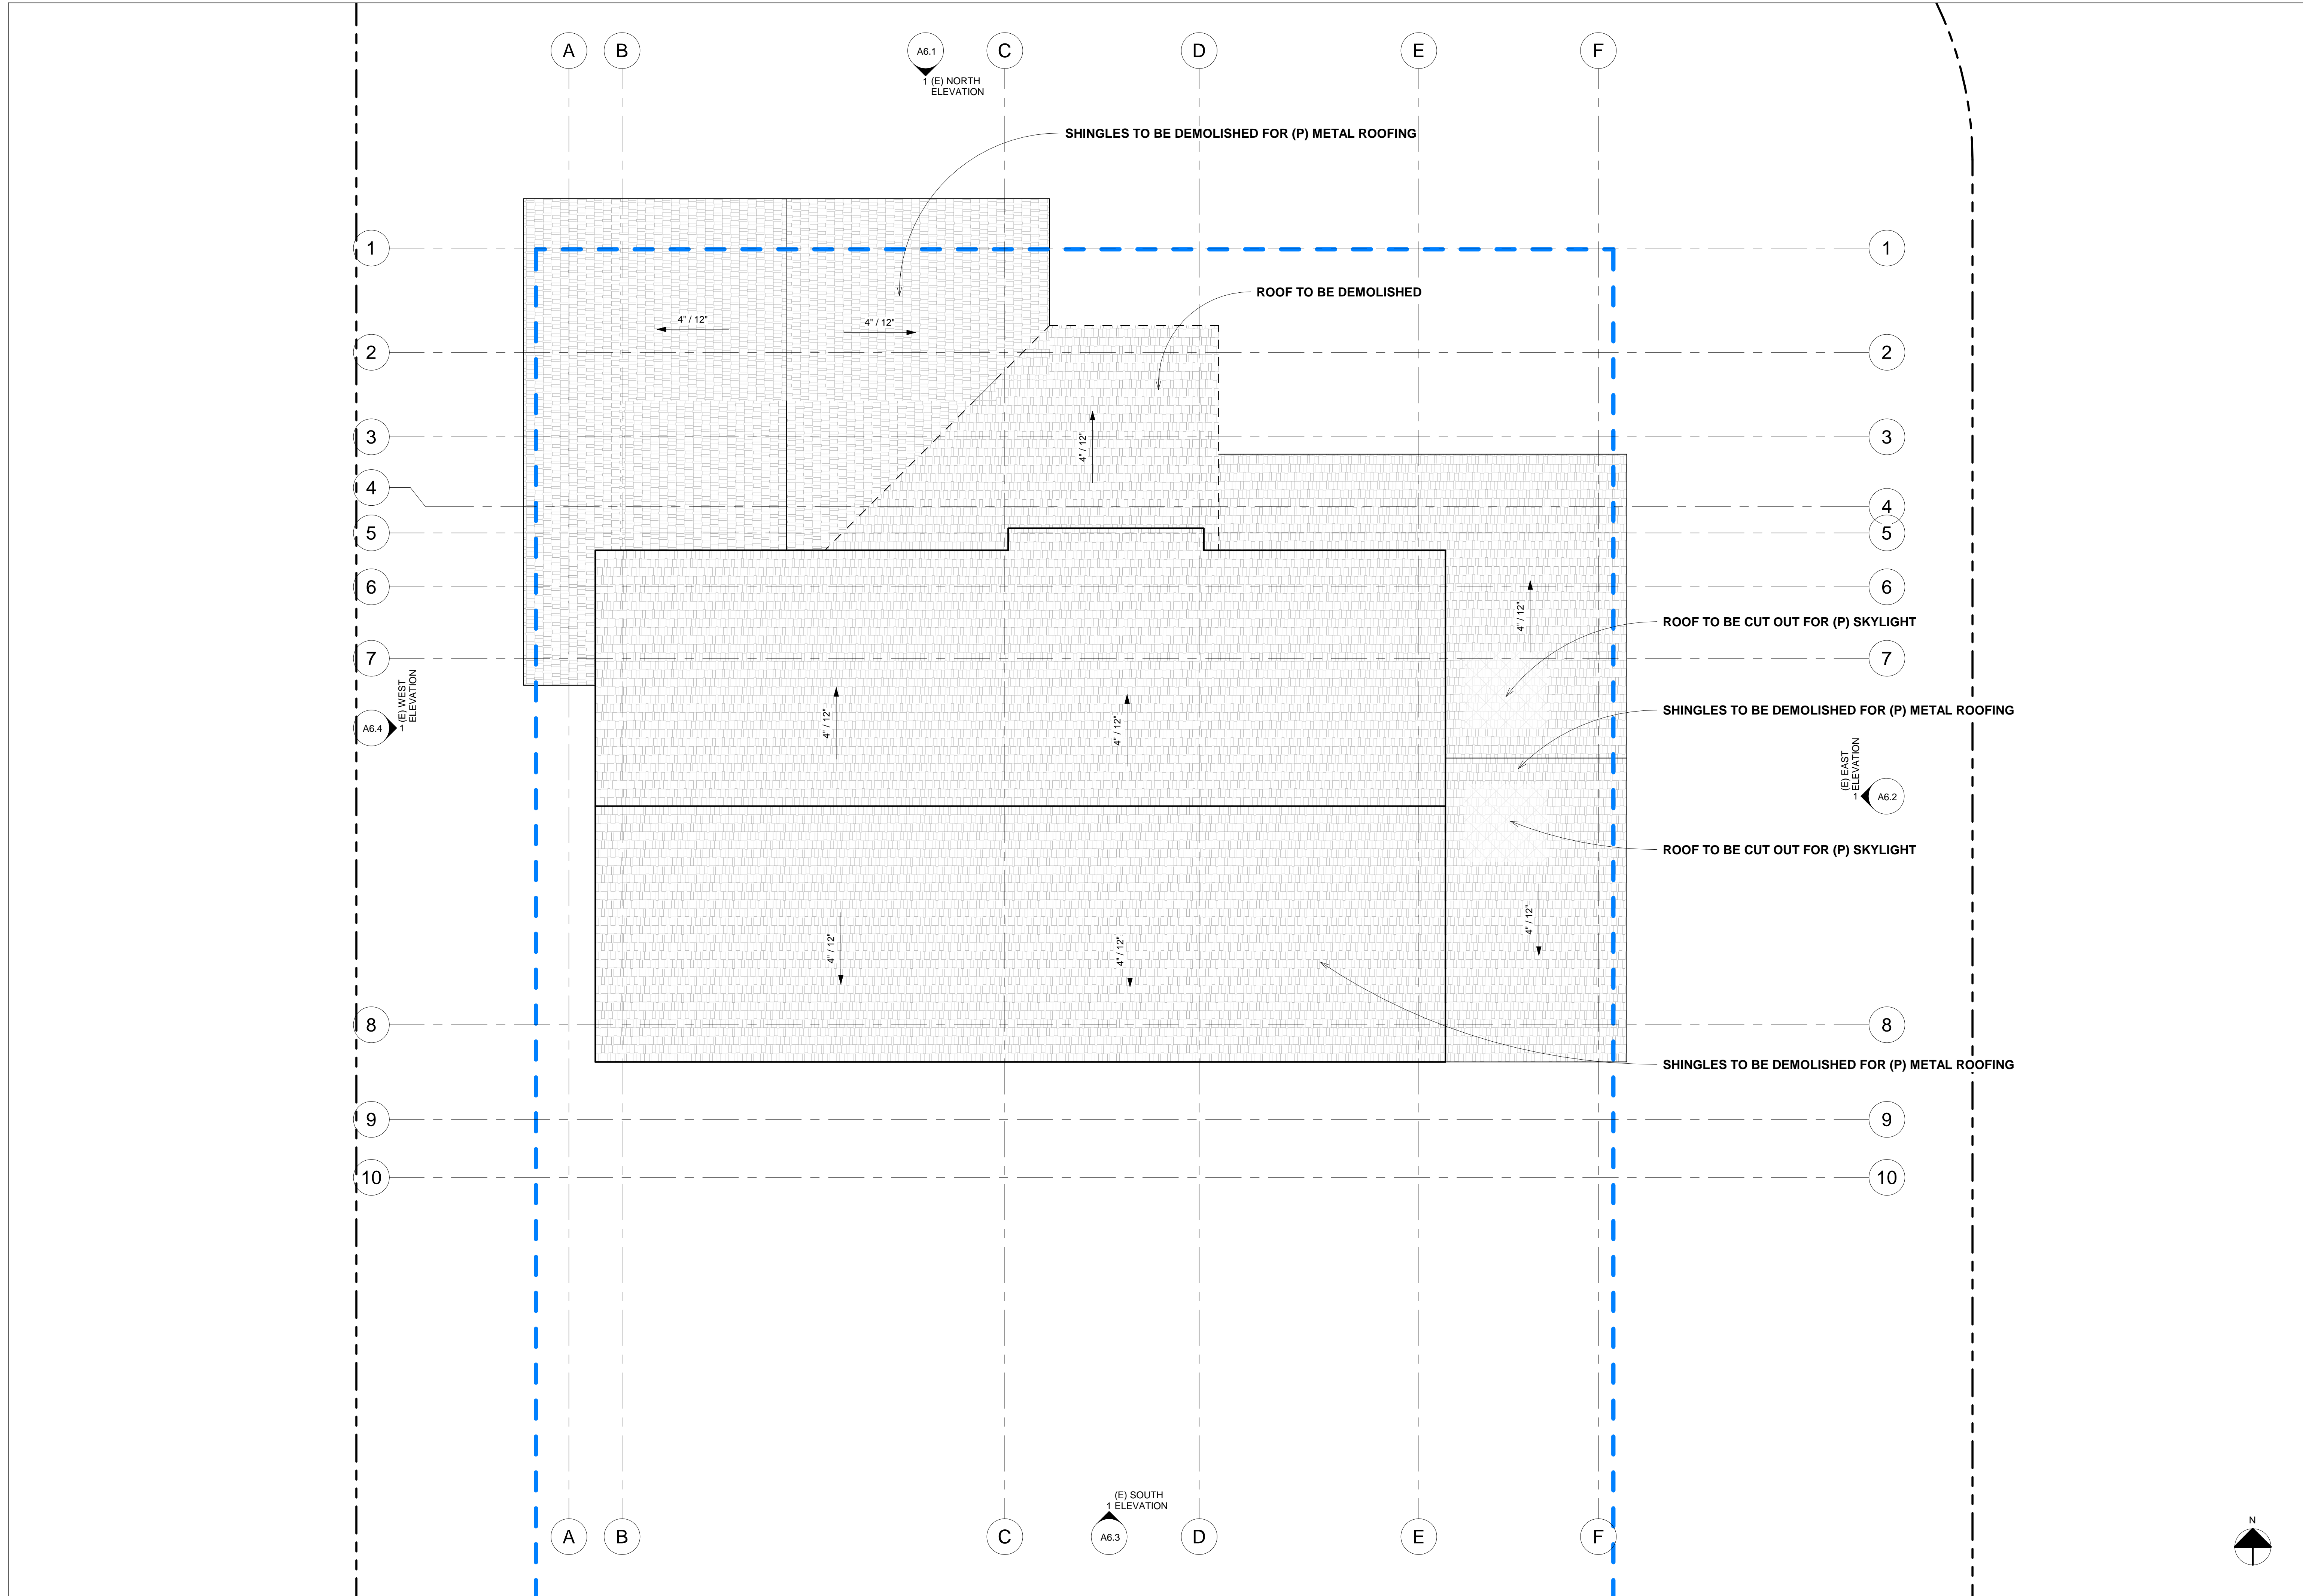 A
B
A6.1
C
D
E
F
1 (E) NORTH
ELEVATION
SHINGLES TO BE DEMOLISHED FOR (P) METAL ROOFING
1
1
ROOF TO BE DEMOLISHED
4" / 12"
4" / 12"
2
2
3
3
4" / 12"
4
4
5
5
6
6
4" / 12"
ROOF TO BE CUT OUT FOR (P) SKYLIGHT
7
7
(E) WEST
ELEVATION
1
A6.4
4" / 12"
4" / 12"
SHINGLES TO BE DEMOLISHED FOR (P) METAL ROOFING
(E) EAST
ELEVATION
1
A6.2
ROOF TO BE CUT OUT FOR (P) SKYLIGHT
4" / 12"
4" / 12"
4" / 12"
8
8
SHINGLES TO BE DEMOLISHED FOR (P) METAL ROOFING
9
9
10
10
(E) SOUTH
1 ELEVATION
A
B
C
A6.3
D
E
F
N